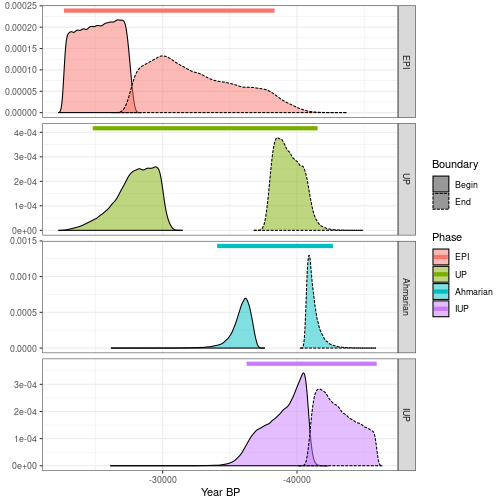 0.00025
0.00020
0.00015
0.00010
0.00005
0.00000
EPI
4e-04
3e-04
2e-04
1e-04
0e+00
UP
0.0015
0.0010
0.0005
0.0000
Ahmarian
3e-04
2e-04
1e-04
0e+00
IUP
-30000 -40000
Year BP
Boundary
Begin
End
Phase
EPI
UP
Ahmarian
IUP